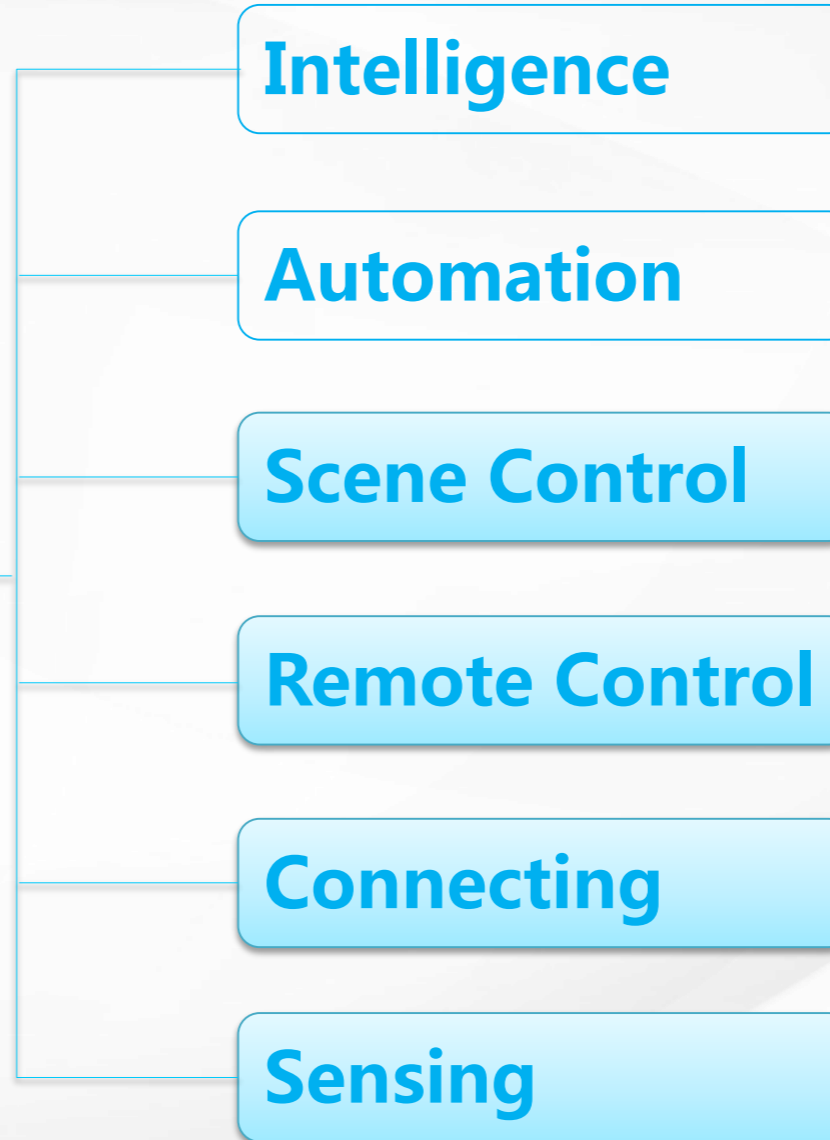 Intelligence
Automation
Scene Control
Remote Control
Connecting
Sensing